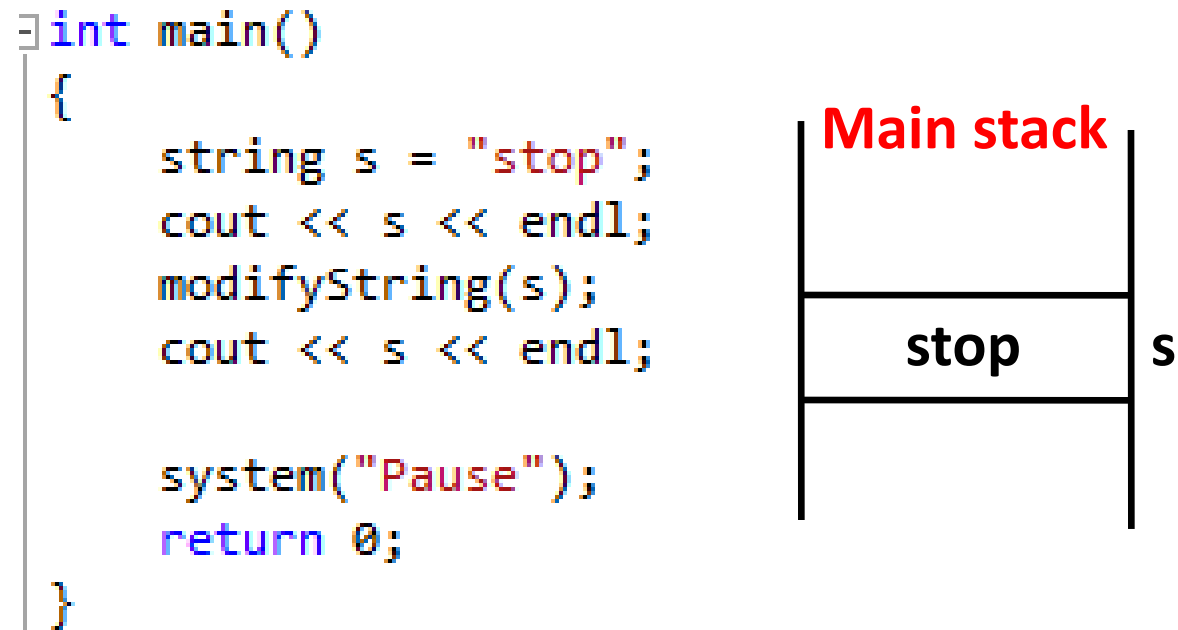 int main()
{
string s = "stop";
cout << s << endl;
modifyString(s);
cout << s << endl;
system("Pause");
return 0;
}
Main stack
stop s